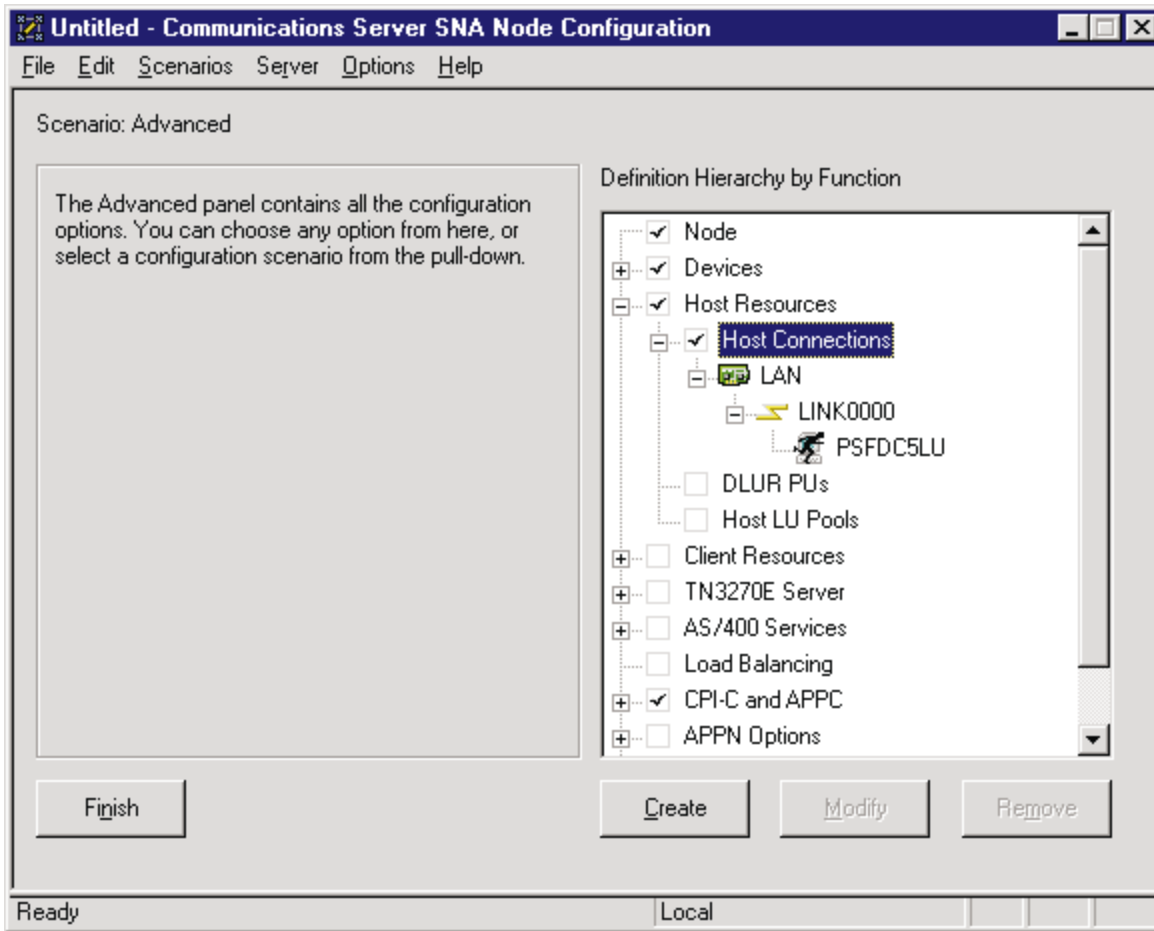 Untitled - Communications Server SNA Node Configuration
File Edit Scenarios Server Options Help
Scenario: Advanced
The Advanced panel contains all the configuration
options. You can choose any option from here, or
select a configuration scenario from the pull-down.
Definition Hierarchy by Function
Node
Devices
Host Resources
Host Connections
LAN
LINK0000
PSFDC5LU
DLUR PUs
Host LU Pools
Client Resources
TN3270E Server
AS/400 Services
Load Balancing
CPI-C and APPC
APPN Options
Finish
Create
Modify
Remove
Ready
Local